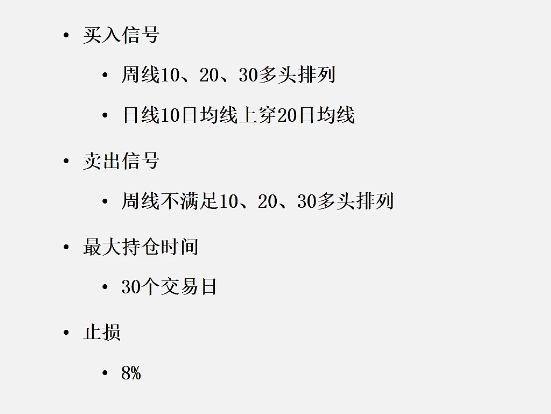 • 买入信号
• 周线10、20、30多头排列
• 日线10日均线上穿20日均线
• 卖出信号
• 周线不满足10、20、30多头排列
• 最大持仓时间
• 30个交易日
• 止损
• 8%